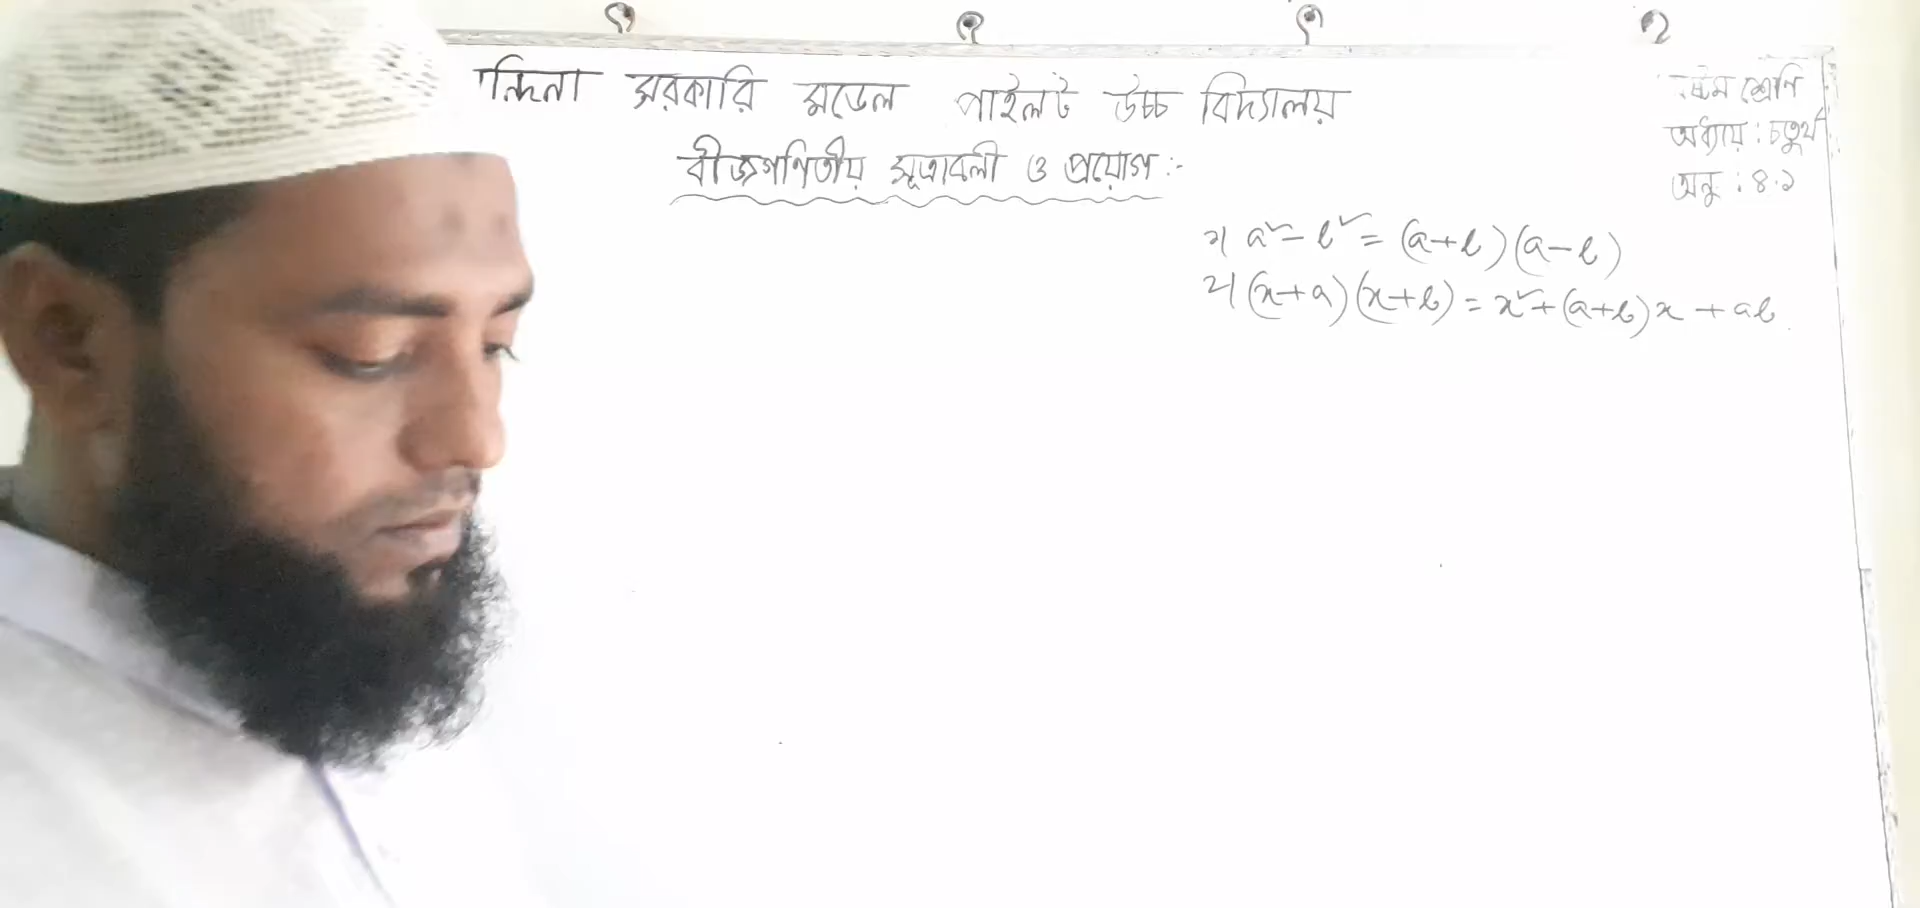 ন্দিনা সরকারি মডেল পাইলট উচ্চ বিদ্যালয়
বীজগণিতীয় সূত্রাবলী ও প্রয়োগ :-
ষ্টম শ্রেণি
অধ্যায় : চতুর্থ
অনু : ৪.১
১। a² - b² = (a+b)(a-b)
২। (x+a)(x+b) = x² + (a+b)x + ab